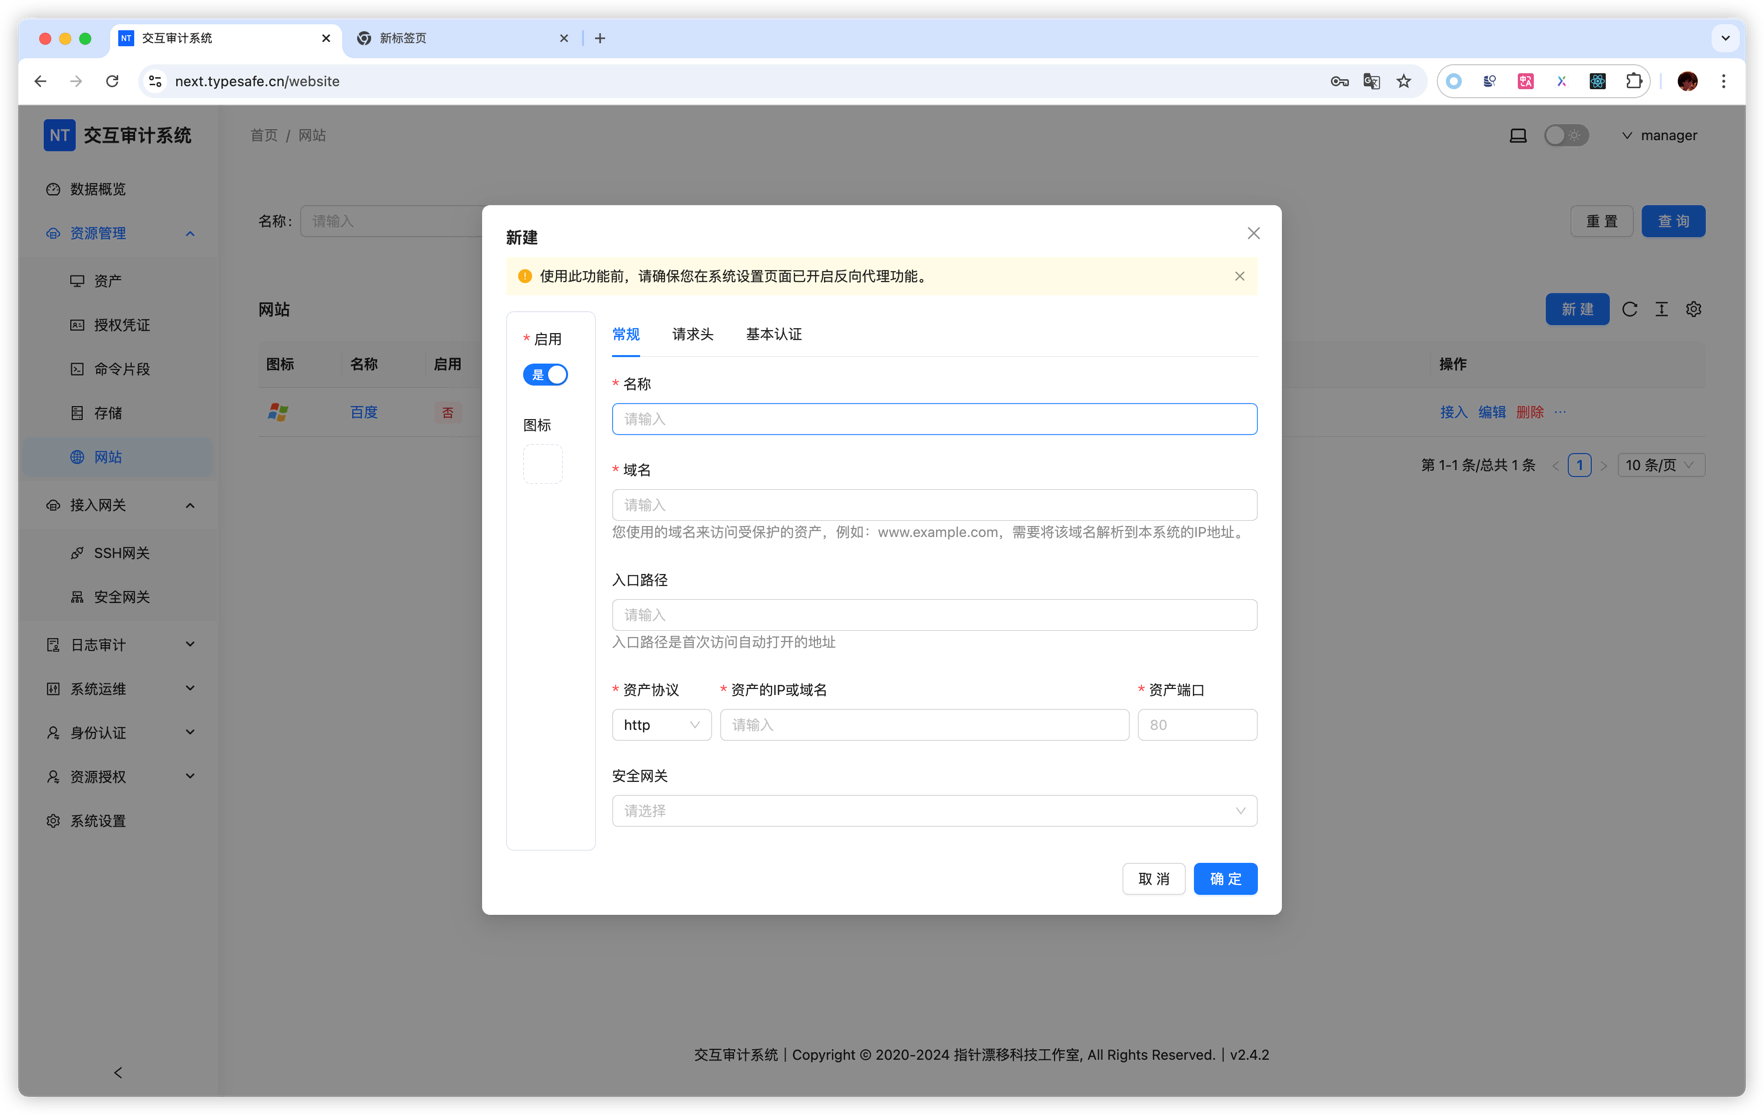 NT 交互审计系统
新标签页
next.typesafe.cn/website
NT 交互审计系统
首页 / 网站
manager
数据概览
资源管理
资产
授权凭证
命令片段
存储
网站
接入网关
SSH网关
安全网关
日志审计
系统运维
身份认证
资源授权
系统设置
名称: 请输入
重 置 查 询
网站
新 建
图标 名称 启用 操作
百度 否 接入 编辑 删除 ···
第 1-1 条/总共 1 条 1 10 条/页
新建
使用此功能前，请确保您在系统设置页面已开启反向代理功能。
* 启用
是
图标
常规 请求头 基本认证
* 名称
请输入
* 域名
请输入
您使用的域名来访问受保护的资产，例如：www.example.com，需要将该域名解析到本系统的IP地址。
入口路径
请输入
入口路径是首次访问自动打开的地址
* 资产协议 * 资产的IP或域名 * 资产端口
http 请输入 80
安全网关
请选择
取 消 确 定
交互审计系统 | Copyright © 2020-2024 指针漂移科技工作室, All Rights Reserved. | v2.4.2